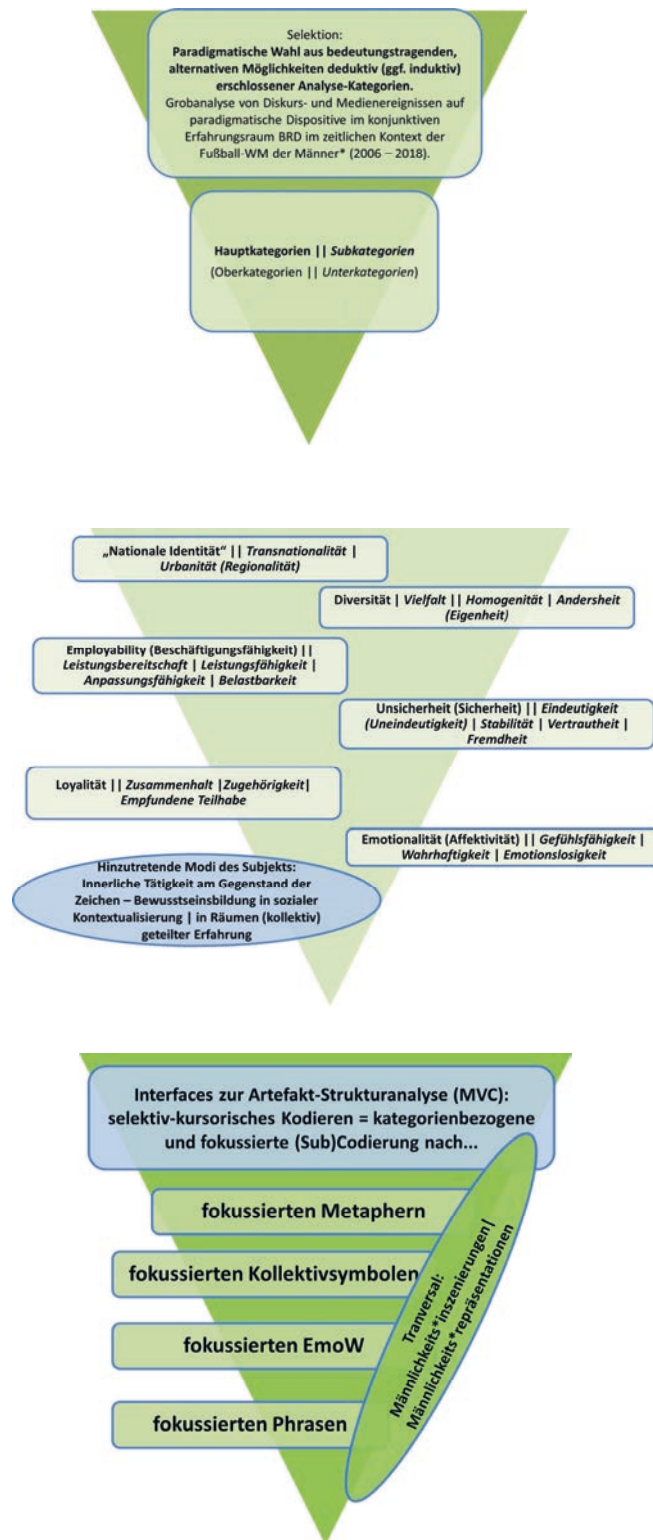 Selektion:
Paradigmatische Wahl aus bedeutungstragenden,
alternativen Möglichkeiten deduktiv (ggf. induktiv)
erschlossener Analyse-Kategorien.
Grobanalyse von Diskurs- und Medienereignissen auf
paradigmatische Dispositive im konjunktiven
Erfahrungsraum BRD im zeitlichen Kontext der
Fußball-WM der Männer* (2006 – 2018).
Hauptkategorien || Subkategorien
(Oberkategorien || Unterkategorien)
„Nationale Identität“ || Transnationalität |
Urbanität (Regionalität)
Diversität | Vielfalt || Homogenität | Andersheit
(Eigenheit)
Employability (Beschäftigungsfähigkeit) ||
Leistungsbereitschaft | Leistungsfähigkeit |
Anpassungsfähigkeit | Belastbarkeit
Unsicherheit (Sicherheit) || Eindeutigkeit
(Uneindeutigkeit) | Stabilität | Vertrautheit |
Fremdheit
Loyalität || Zusammenhalt |Zugehörigkeit|
Empfundene Teilhabe
Emotionalität (Affektivität) || Gefühlsfähigkeit |
Wahrhaftigkeit | Emotionslosigkeit
Hinzutretende Modi des Subjekts:
Innerliche Tätigkeit am Gegenstand der
Zeichen – Bewusstseinsbildung in sozialer
Kontextualisierung | in Räumen (kollektiv)
geteilter Erfahrung
Interfaces zur Artefakt-Strukturanalyse (MVC):
selektiv-kursorisches Kodieren = kategorienbezogene
und fokussierte (Sub)Codierung nach...
fokussierten Metaphern
fokussierten Kollektivsymbolen
fokussierten EmoW
fokussierten Phrasen
Tranversal:
Männlichkeits*inszenierungen|
Männlichkeits*repräsentationen